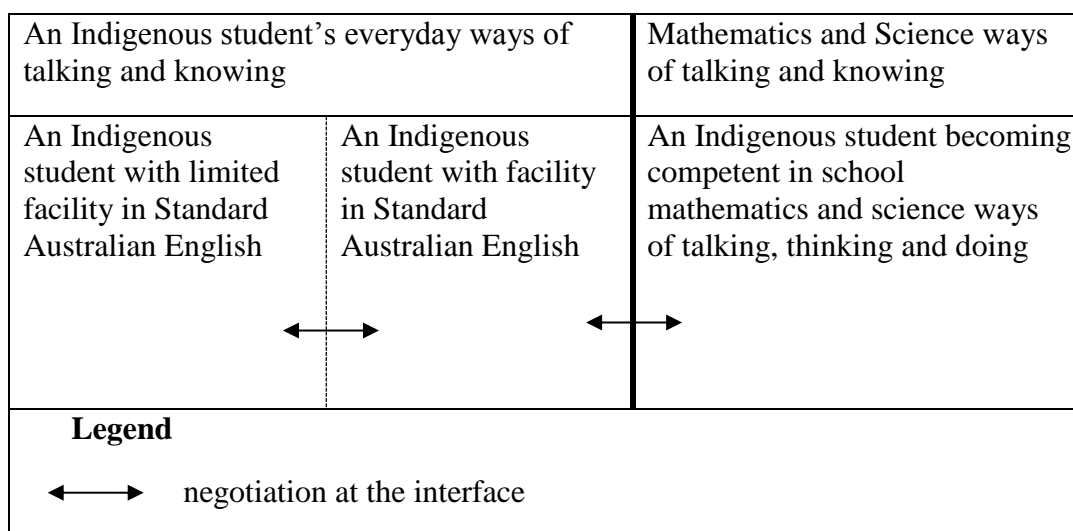 An Indigenous student’s everyday ways of
talking and knowing
Mathematics and Science ways
of talking and knowing
An Indigenous
student with limited
facility in Standard
Australian English
An Indigenous
student with facility
in Standard
Australian English
An Indigenous student becoming
competent in school
mathematics and science ways
of talking, thinking and doing
Legend
negotiation at the interface